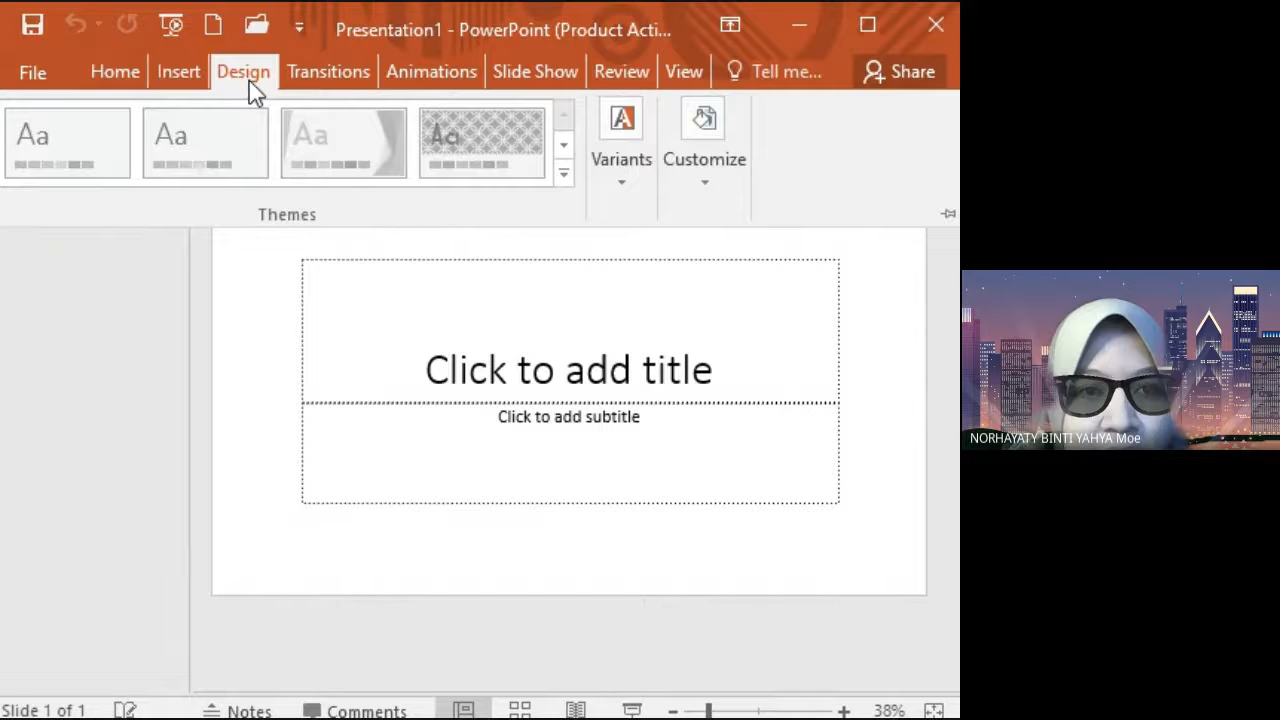 Presentation1 - PowerPoint (Product Acti...
File Home Insert Design Transitions Animations Slide Show Review View Tell me... Share
Aa Aa Aa Aa
Variants Customize
Themes
Click to add title
Click to add subtitle
NORHAYATY BINTI YAHYA Moe
Slide 1 of 1 Notes Comments 38%